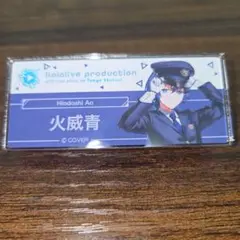 hololive production
Hiodoshi Ao
火威青
© COVER